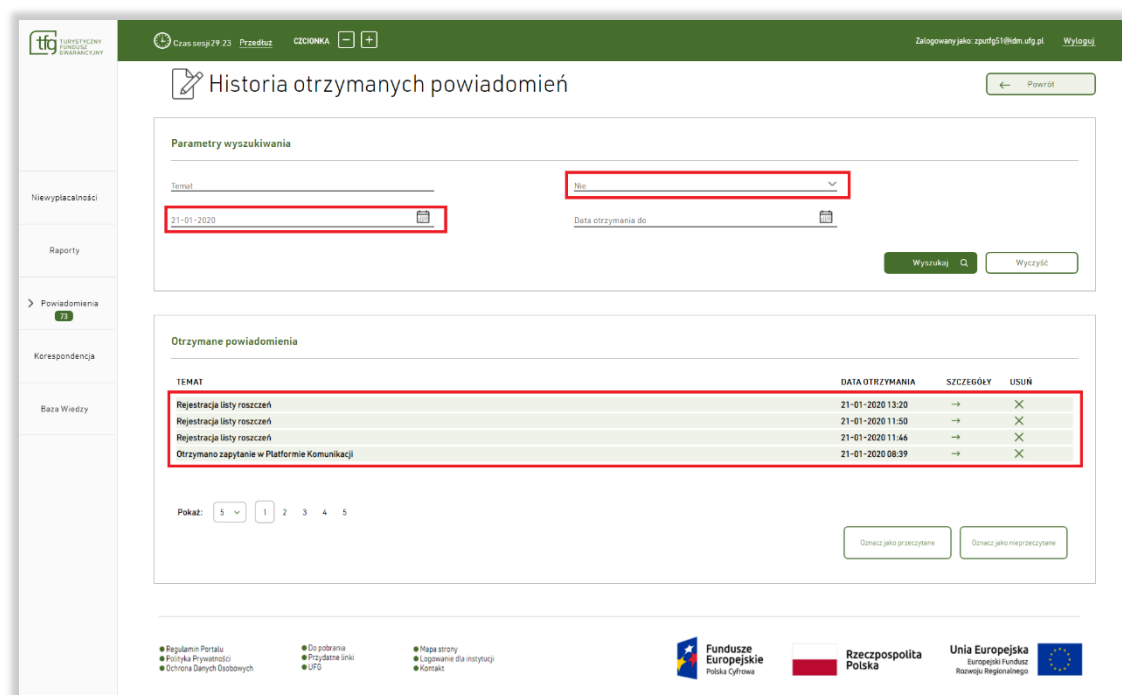 tfg TURYSTYCZNY
FUNDUSZ
GWARANCYJNY
Czas sesji 29:23 Przedłuż CZCIONKA − +
Zalogowany jako: zputfg51@idm.ufg.pl Wyloguj
Historia otrzymanych powiadomień
← Powrót
Niewypłacalności
Raporty
Powiadomienia
73
Korespondencja
Baza Wiedzy
Parametry wyszukiwania
Temat
Nie
21-01-2020
Data otrzymania do
Wyszukaj
Wyczyść
Otrzymane powiadomienia
TEMAT DATA OTRZYMANIA SZCZEGÓŁY USUŃ
Rejestracja listy roszczeń 21-01-2020 13:20 → ✕
Rejestracja listy roszczeń 21-01-2020 11:50 → ✕
Rejestracja listy roszczeń 21-01-2020 11:46 → ✕
Otrzymano zapytanie w Platformie Komunikacji 21-01-2020 08:39 → ✕
Pokaż: 5 1 2 3 4 5
Oznacz jako przeczytane
Oznacz jako nieprzeczytane
Regulamin Portalu
Polityka Prywatności
Ochrona Danych Osobowych
Do pobrania
Przydatne linki
UFG
Mapa strony
Logowanie dla instytucji
Kontakt
Fundusze
Europejskie
Polska Cyfrowa
Rzeczpospolita
Polska
Unia Europejska
Europejski Fundusz
Rozwoju Regionalnego